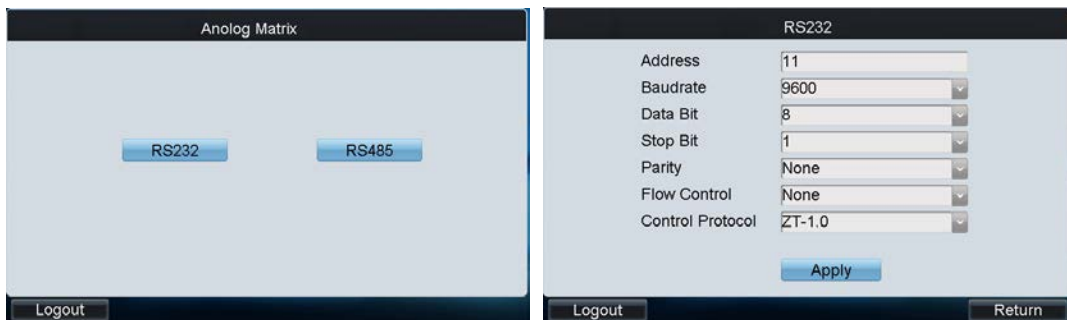 Anolog Matrix
RS232 RS485
Logout
RS232
Address 11
Baudrate 9600
Data Bit 8
Stop Bit 1
Parity None
Flow Control None
Control Protocol ZT-1.0
Apply
Logout Return